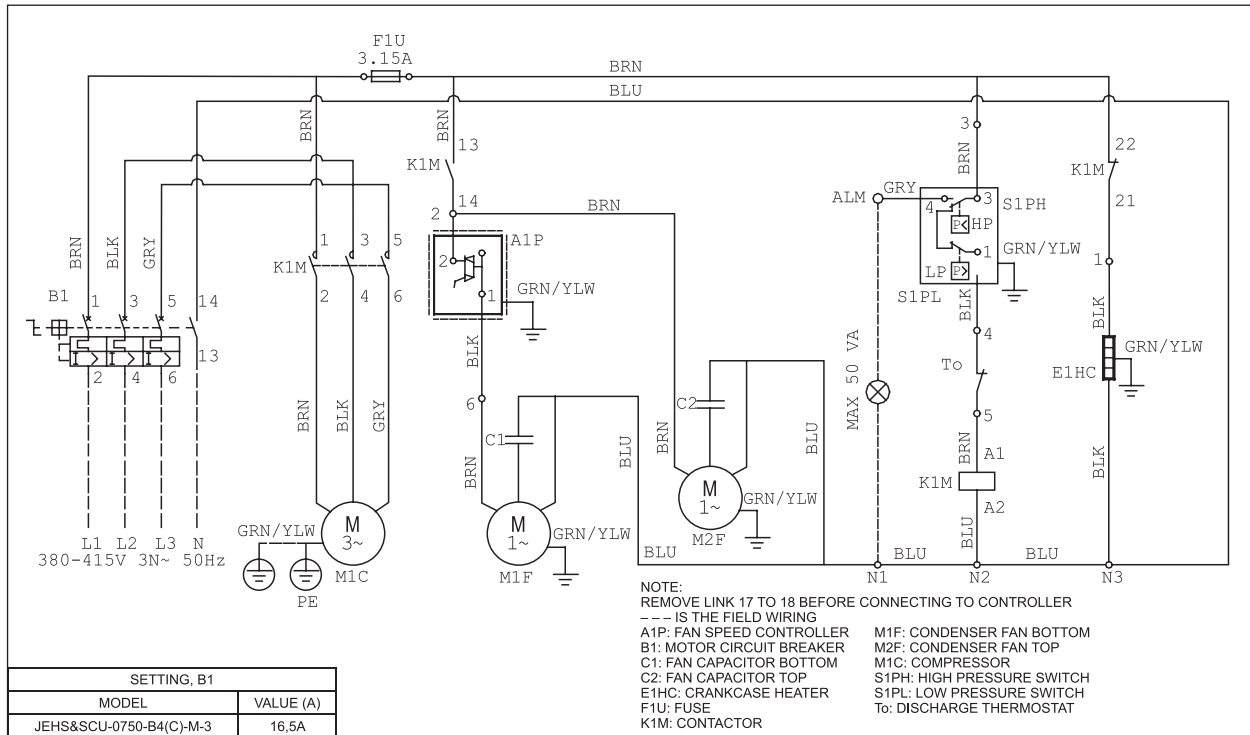 F1U
3.15A
BRN
BLU
BRN
BRN
13
K1M
14
2
BRN
3
BRN
22
K1M
21
ALM
GRY
4
3
S1PH
P<
HP
1
GRN/YLW
LP
P>
S1PL
BRN
BLK
GRY
B1
1
3
5
14
13
2
4
6
1
3
5
K1M
2
4
6
A1P
2
1
GRN/YLW
BLK
6
BLK
4
To
5
1
BLK
GRN/YLW
E1HC
MAX 50 VA
BRN
BLK
GRY
BRN
C1
BLU
BRN
C2
BLU
BRN
A1
K1M
A2
BLU
BLK
L1
L2
L3
N
380-415V
3N~
50Hz
GRN/YLW
PE
M
3~
M1C
M
1~
GRN/YLW
M1F
M
1~
GRN/YLW
M2F
BLU
BLU
BLU
N1
N2
N3
NOTE:
REMOVE LINK 17 TO 18 BEFORE CONNECTING TO CONTROLLER
--- IS THE FIELD WIRING
A1P: FAN SPEED CONTROLLER
B1: MOTOR CIRCUIT BREAKER
C1: FAN CAPACITOR BOTTOM
C2: FAN CAPACITOR TOP
E1HC: CRANKCASE HEATER
F1U: FUSE
K1M: CONTACTOR
M1F: CONDENSER FAN BOTTOM
M2F: CONDENSER FAN TOP
M1C: COMPRESSOR
S1PH: HIGH PRESSURE SWITCH
S1PL: LOW PRESSURE SWITCH
To: DISCHARGE THERMOSTAT
SETTING, B1
MODEL
VALUE (A)
JEHS&SCU-0750-B4(C)-M-3
16,5A